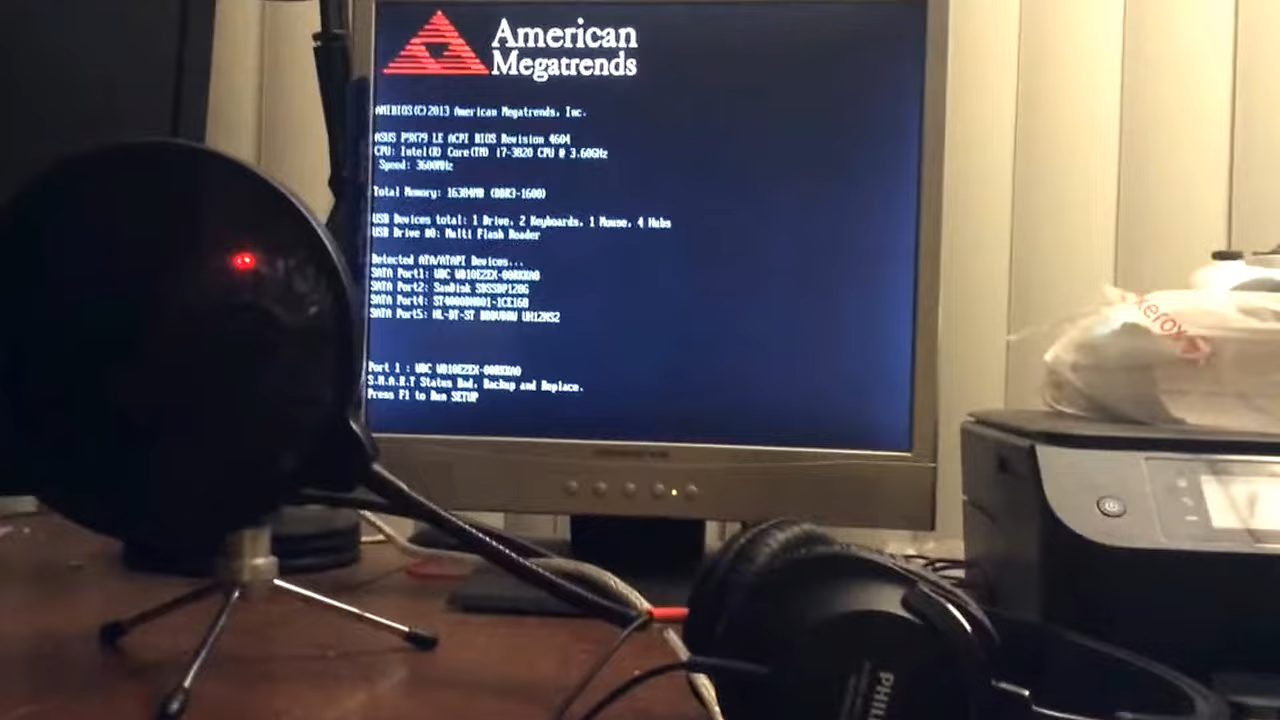 American
Megatrends
AMIBIOS(C)2013 American Megatrends, Inc.
ASUS P9X79 LE ACPI BIOS Revision 4604
CPU: Intel(R) Core(TM) i7-3820 CPU @ 3.60GHz
Speed: 3600MHz
Total Memory: 16384MB (DDR3-1600)
USB Devices total: 1 Drive, 2 Keyboards, 1 Mouse, 4 Hubs
USB Drive #0: Multi Flash Reader
Detected ATA/ATAPI Devices...
SATA Port1: WDC WD10EZEX-00RKKA0
SATA Port2: SanDisk SDSSDP128G
SATA Port4: ST4000DM001-1CE168
SATA Port5: HL-DT-ST BDDVDRW UH12NS2
Port 1 : WDC WD10EZEX-00RKKA0
S.M.A.R.T Status Bad, Backup and Replace.
Press F1 to Run SETUP
xerox
PHIL